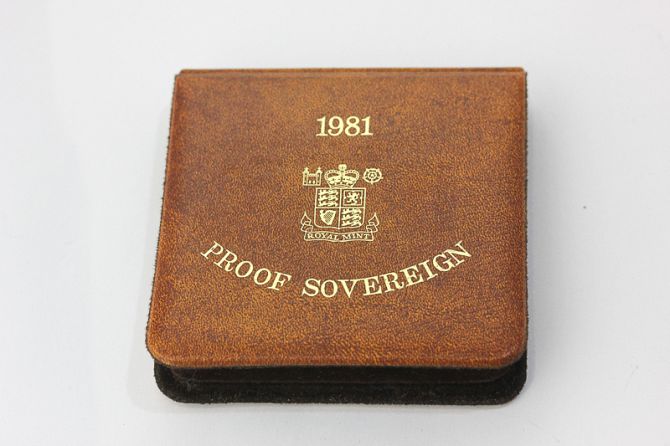 1981
ROYAL MINT
PROOF SOVEREIGN